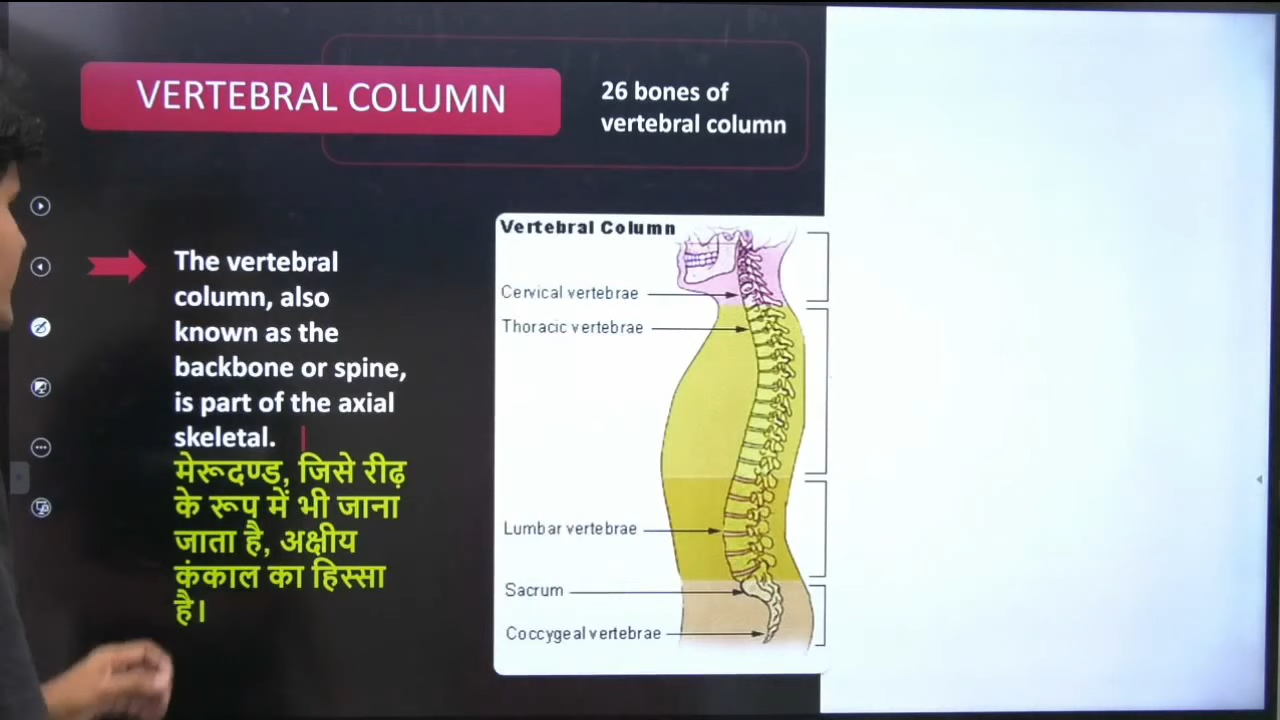 VERTEBRAL COLUMN
26 bones of
vertebral column
The vertebral
column, also
known as the
backbone or spine,
is part of the axial
skeletal.
मेरूदण्ड, जिसे रीढ़
के रूप में भी जाना
जाता है, अक्षीय
कंकाल का हिस्सा
है।
Vertebral Column
Cervical vertebrae
Thoracic vertebrae
Lumbar vertebrae
Sacrum
Coccygeal vertebrae